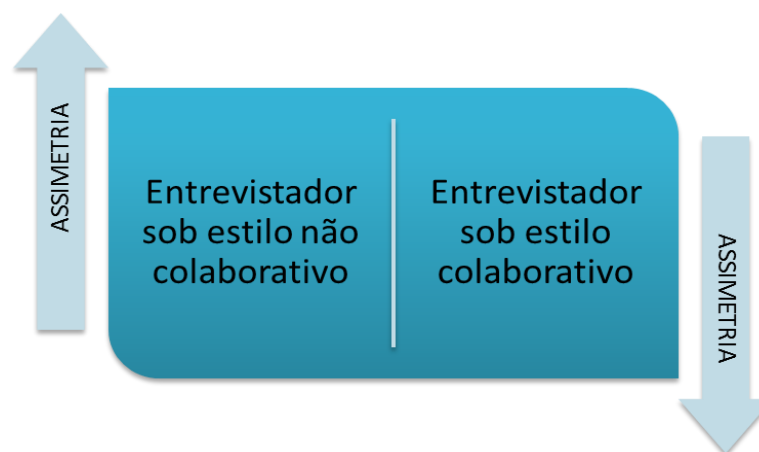 ASSIMETRIA
Entrevistador
sob estilo não
colaborativo
Entrevistador
sob estilo
colaborativo
ASSIMETRIA